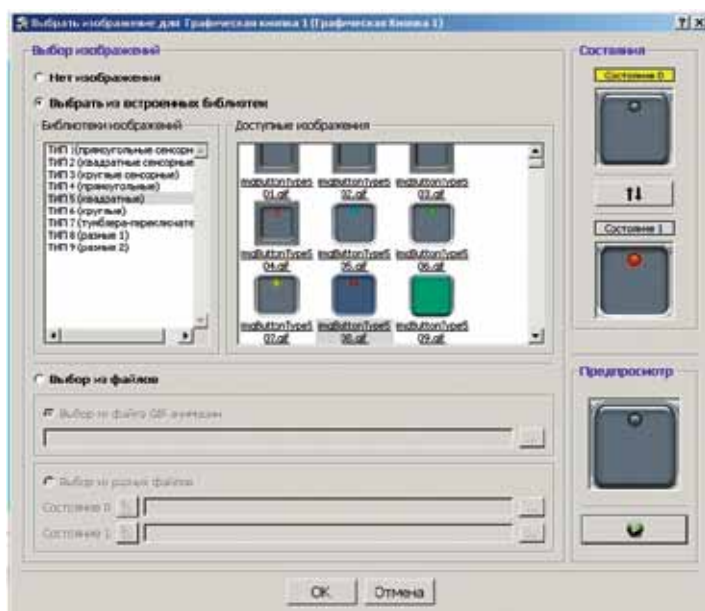 Выбрать изображение для Графическая кнопка 1 (Графическая Кнопка 1)
Выбор изображений
Нет изображения
Выбрать из встроенных библиотек
Библиотеки изображений
ТИП 1(прямоугольные сенсорн
ТИП 2 (квадратные сенсорные
ТИП 3 (круглые сенсорные)
ТИП 4 (прямоугольные)
ТИП 5 (квадратные)
ТИП 6 (круглые)
ТИП 7 (тумблера-переключате
ТИП 8 (разные 1)
ТИП 9 (разные 2)
Доступные изображения
imgButtonType5 imgButtonType5 imgButtonType5
01.gif 02.gif 03.gif
imgButtonType5 imgButtonType5 imgButtonType5
04.gif 05.gif 06.gif
imgButtonType5 imgButtonType5 imgButtonType5
07.gif 08.gif 09.gif
Выбор из файлов
Выбор из файла GIF-анимации
...
Выбор из разных файлов
Состояние 0 ...
Состояние 1 ...
Состояния
Состояние 0
Состояние 1
Предпросмотр
OK Отмена